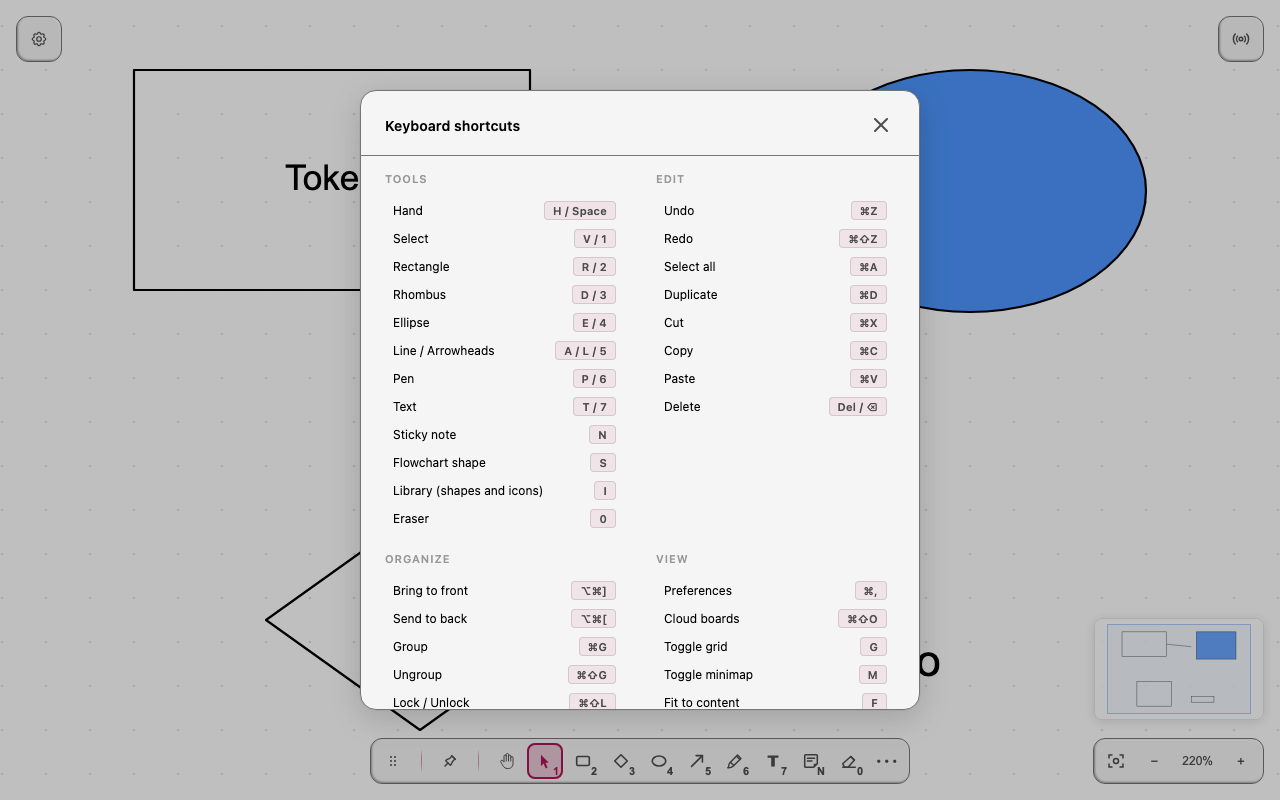 Keyboard shortcuts
Toke
TOOLS
Hand H / Space
Select V / 1
Rectangle R / 2
Rhombus D / 3
Ellipse E / 4
Line / Arrowheads A / L / 5
Pen P / 6
Text T / 7
Sticky note N
Flowchart shape S
Library (shapes and icons) I
Eraser 0
EDIT
Undo ⌘Z
Redo ⌘⇧Z
Select all ⌘A
Duplicate ⌘D
Cut ⌘X
Copy ⌘C
Paste ⌘V
Delete Del / ⌫
ORGANIZE
Bring to front ⌥⌘]
Send to back ⌥⌘[
Group ⌘G
Ungroup ⌘⇧G
Lock / Unlock ⌘⇧L
VIEW
Preferences ⌘,
Cloud boards ⌘⇧O
Toggle grid G
Toggle minimap M
Fit to content F
o
1 2 3 4 5 6 T 7 N 0
− 220% +